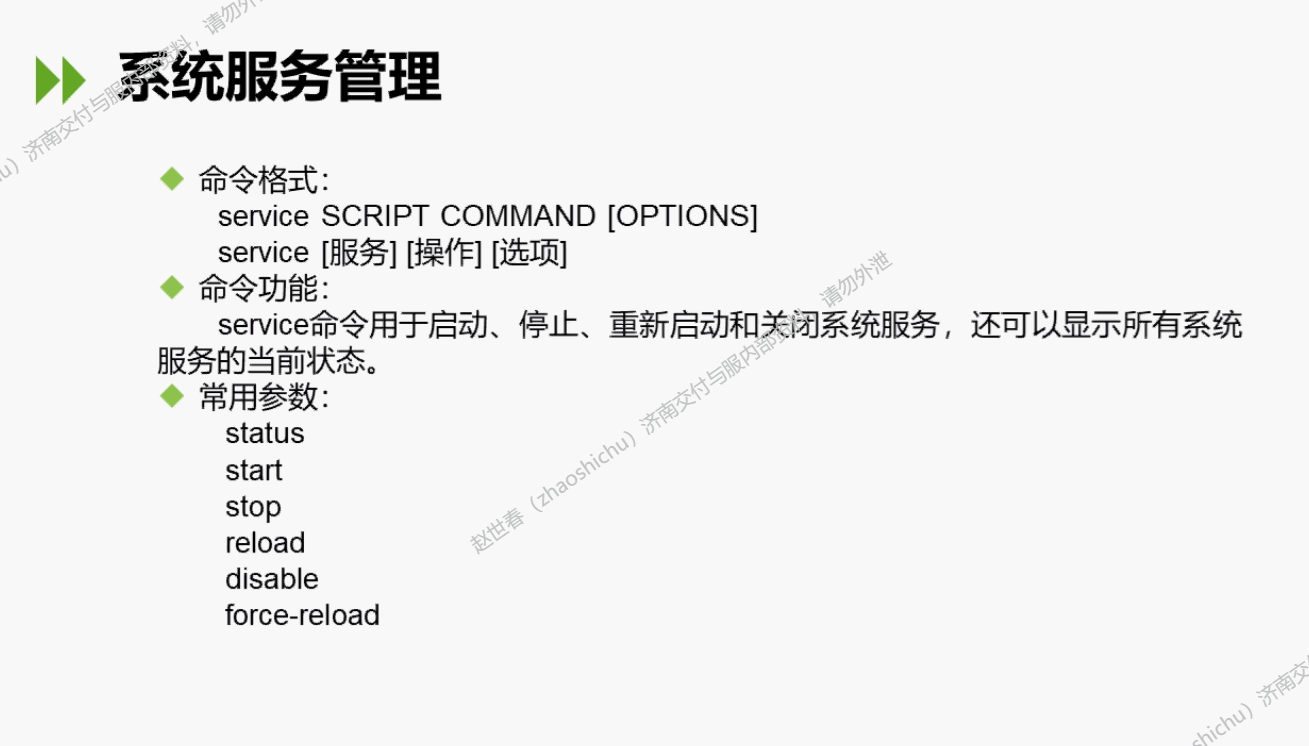 系统服务管理
命令格式：
service SCRIPT COMMAND [OPTIONS]
service [服务] [操作] [选项]
命令功能：
service命令用于启动、停止、重新启动和关闭系统服务，还可以显示所有系统
服务的当前状态。
常用参数：
status
start
stop
reload
disable
force-reload
hu）济南交付与服内部资料，请勿外
赵世春（zhaoshichu）济南交付与服内部资料，请勿外泄
shichu）济南交付